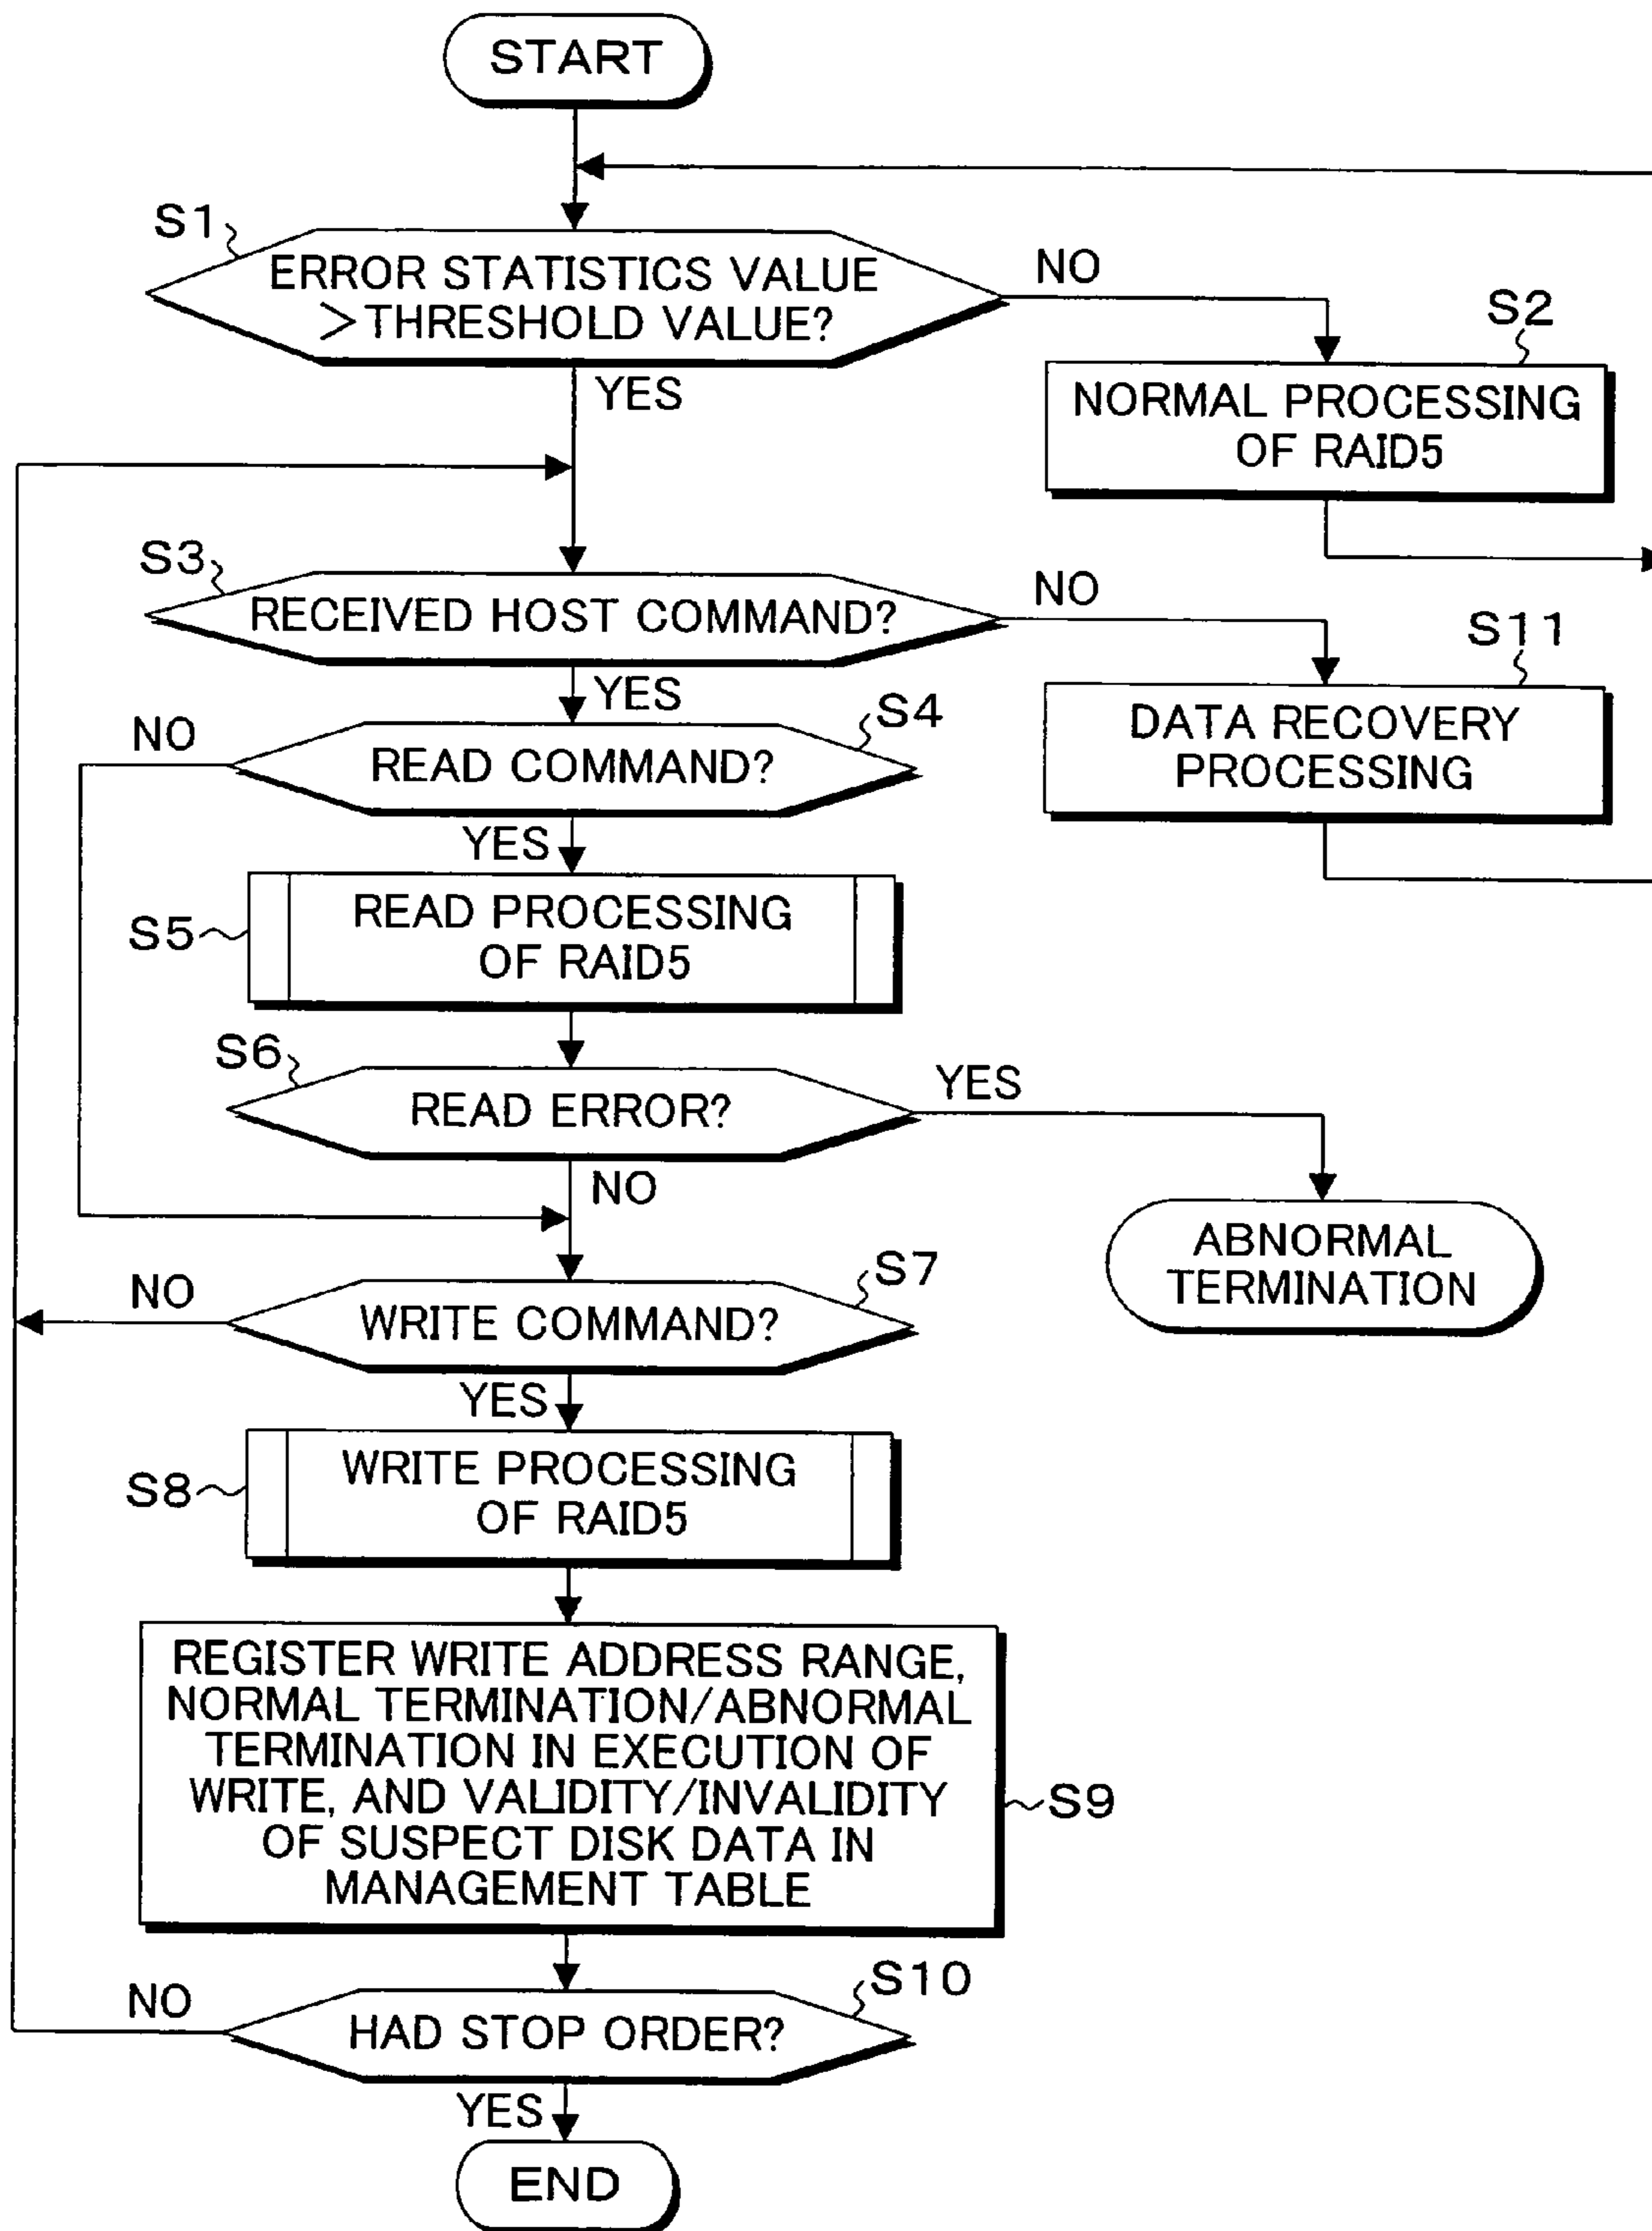 START
S1
ERROR STATISTICS VALUE
>THRESHOLD VALUE?
NO
YES
S2
NORMAL PROCESSING
OF RAID5
S3
RECEIVED HOST COMMAND?
NO
YES
S11
DATA RECOVERY
PROCESSING
S4
NO
READ COMMAND?
YES
S5
READ PROCESSING
OF RAID5
S6
READ ERROR?
YES
NO
ABNORMAL
TERMINATION
S7
NO
WRITE COMMAND?
YES
S8
WRITE PROCESSING
OF RAID5
REGISTER WRITE ADDRESS RANGE,
NORMAL TERMINATION/ABNORMAL
TERMINATION IN EXECUTION OF
WRITE, AND VALIDITY/INVALIDITY
OF SUSPECT DISK DATA IN
MANAGEMENT TABLE
S9
S10
NO
HAD STOP ORDER?
YES
END